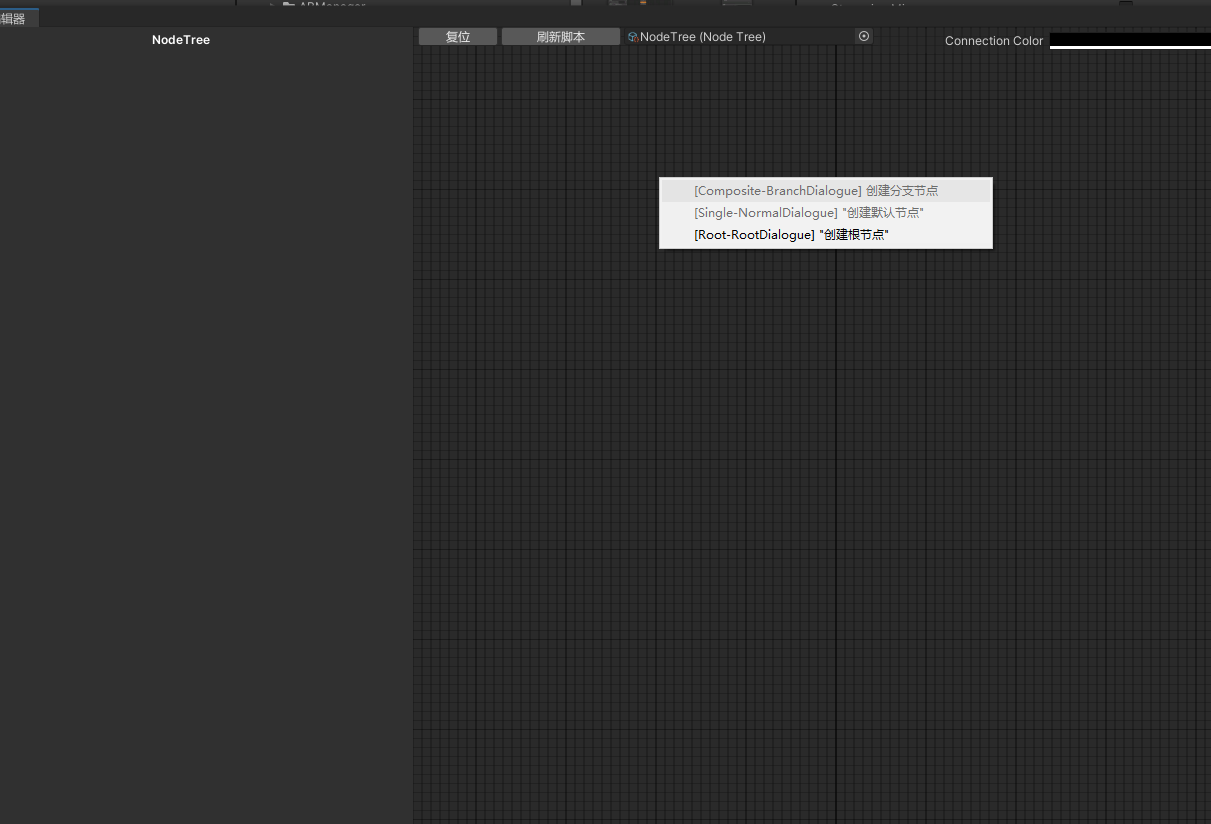 辑器
NodeTree
复位
刷新脚本
NodeTree (Node Tree)
Connection Color
[Composite-BranchDialogue] 创建分支节点
[Single-NormalDialogue] "创建默认节点"
[Root-RootDialogue] "创建根节点"